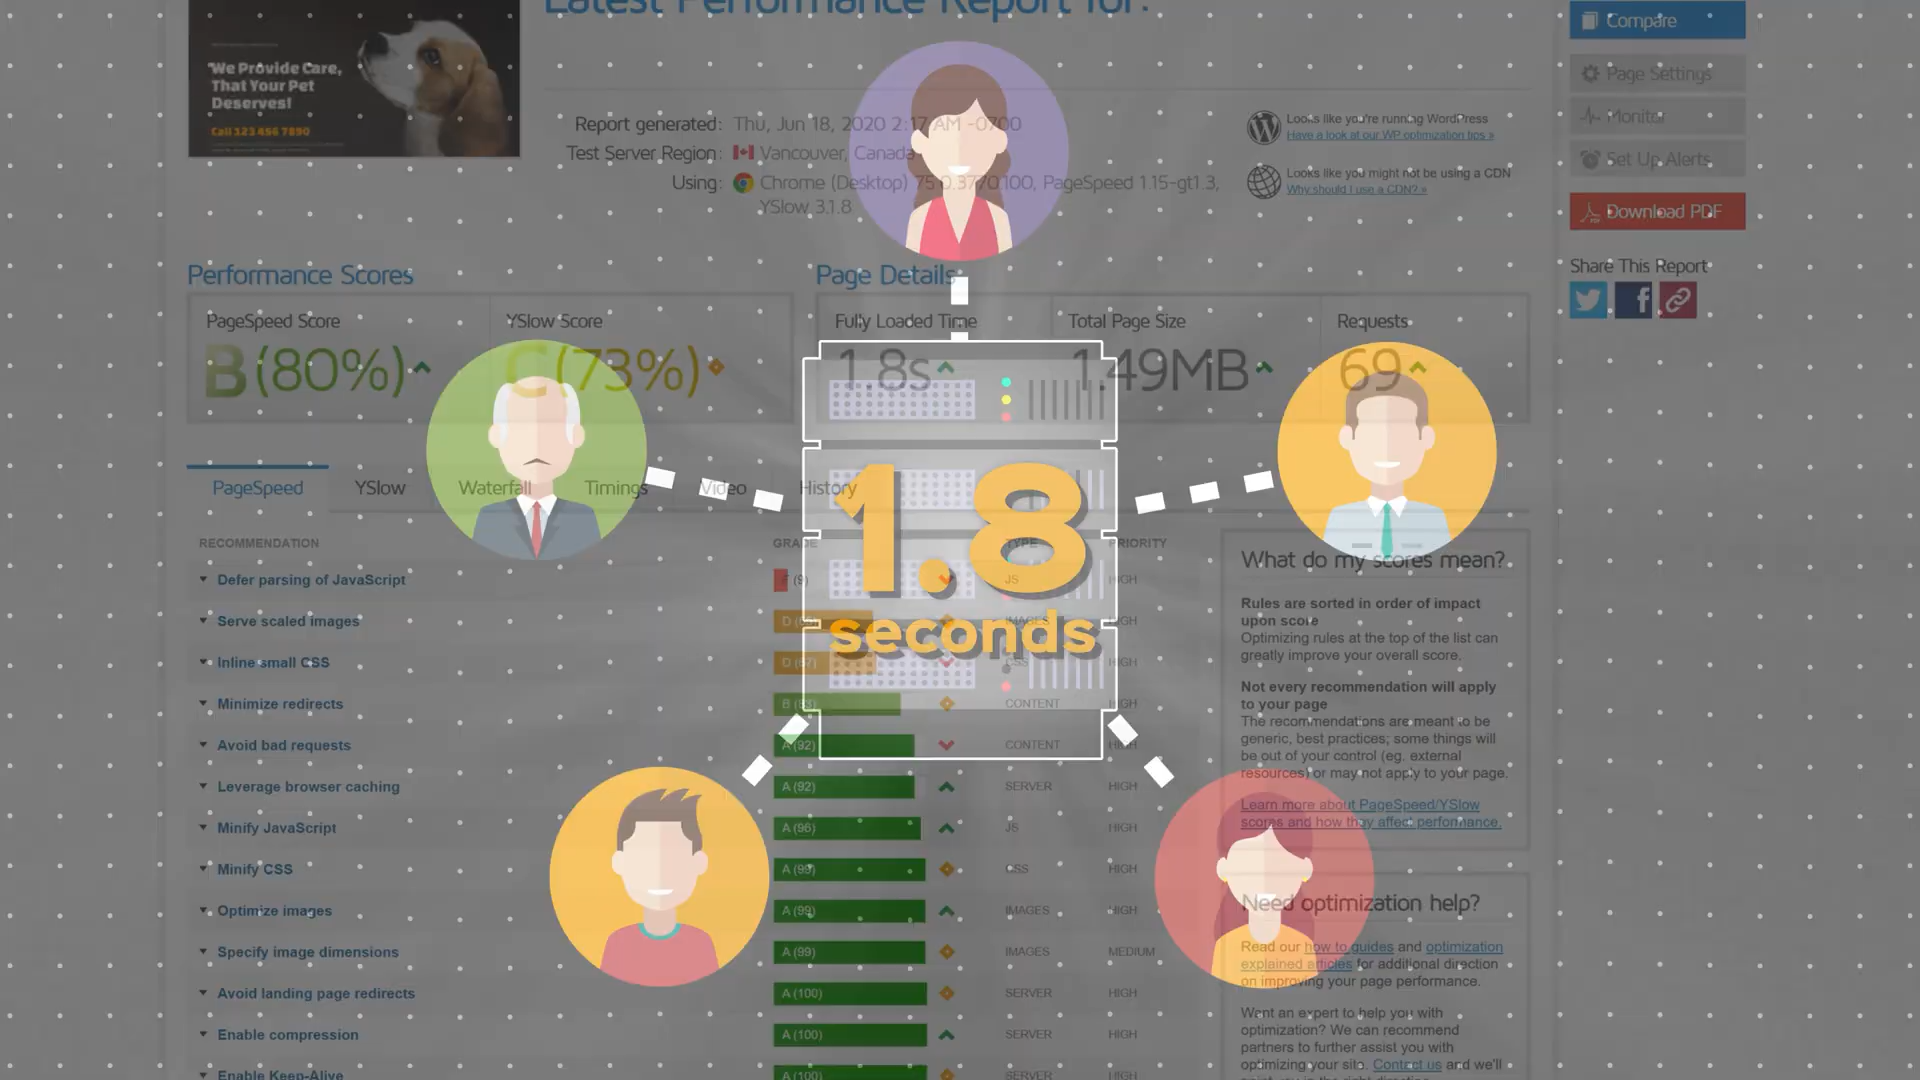 Latest Performance Report for:
Compare
We Provide Care,
That Your Pet
Deserves!
Call 123 456 7890
Page Settings
Monitor
Set Up Alerts
Download PDF
Share This Report
Report generated: Thu, Jun 18, 2020 2:17 AM -0700
Test Server Region: Vancouver, Canada
Using: Chrome (Desktop) 75.0.3770.100, PageSpeed 1.15-gt1.3,
YSlow 3.1.8
Looks like you're running WordPress
Have a look at our WP optimization tips »
Looks like you might not be using a CDN
Why should I use a CDN? »
Performance Scores
Page Details
PageSpeed Score
YSlow Score
Fully Loaded Time
Total Page Size
Requests
B(80%)
C(73%)
1.8s
1.49MB
69
PageSpeed YSlow Waterfall Timings Video History
1.8
seconds
RECOMMENDATION GRADE TYPE PRIORITY
Defer parsing of JavaScript F (9) JS HIGH
Serve scaled images IMAGES HIGH
Inline small CSS D (67) CSS HIGH
Minimize redirects CONTENT HIGH
Avoid bad requests A (92) CONTENT HIGH
Leverage browser caching A (92) SERVER HIGH
Minify JavaScript A (96) JS HIGH
Minify CSS A (99) CSS HIGH
Optimize images A (99) IMAGES HIGH
Specify image dimensions A (99) IMAGES MEDIUM
Avoid landing page redirects A (100) SERVER HIGH
Enable compression A (100) SERVER HIGH
Enable Keep-Alive A (100) SERVER HIGH
What do my scores mean?
Rules are sorted in order of impact
upon score
Optimizing rules at the top of the list can
greatly improve your overall score.
Not every recommendation will apply
to your page
The recommendations are meant to be
generic, best practices; some things will
be out of your control (eg. external
resources) or may not apply to your page.
Learn more about PageSpeed/YSlow
scores and how they affect performance.
Need optimization help?
Read our how to guides and optimization
explained articles for additional direction
on improving your page performance.
Want an expert to help you with
optimization? We can recommend
partners to further assist you with
optimizing your site. Contact us and we'll